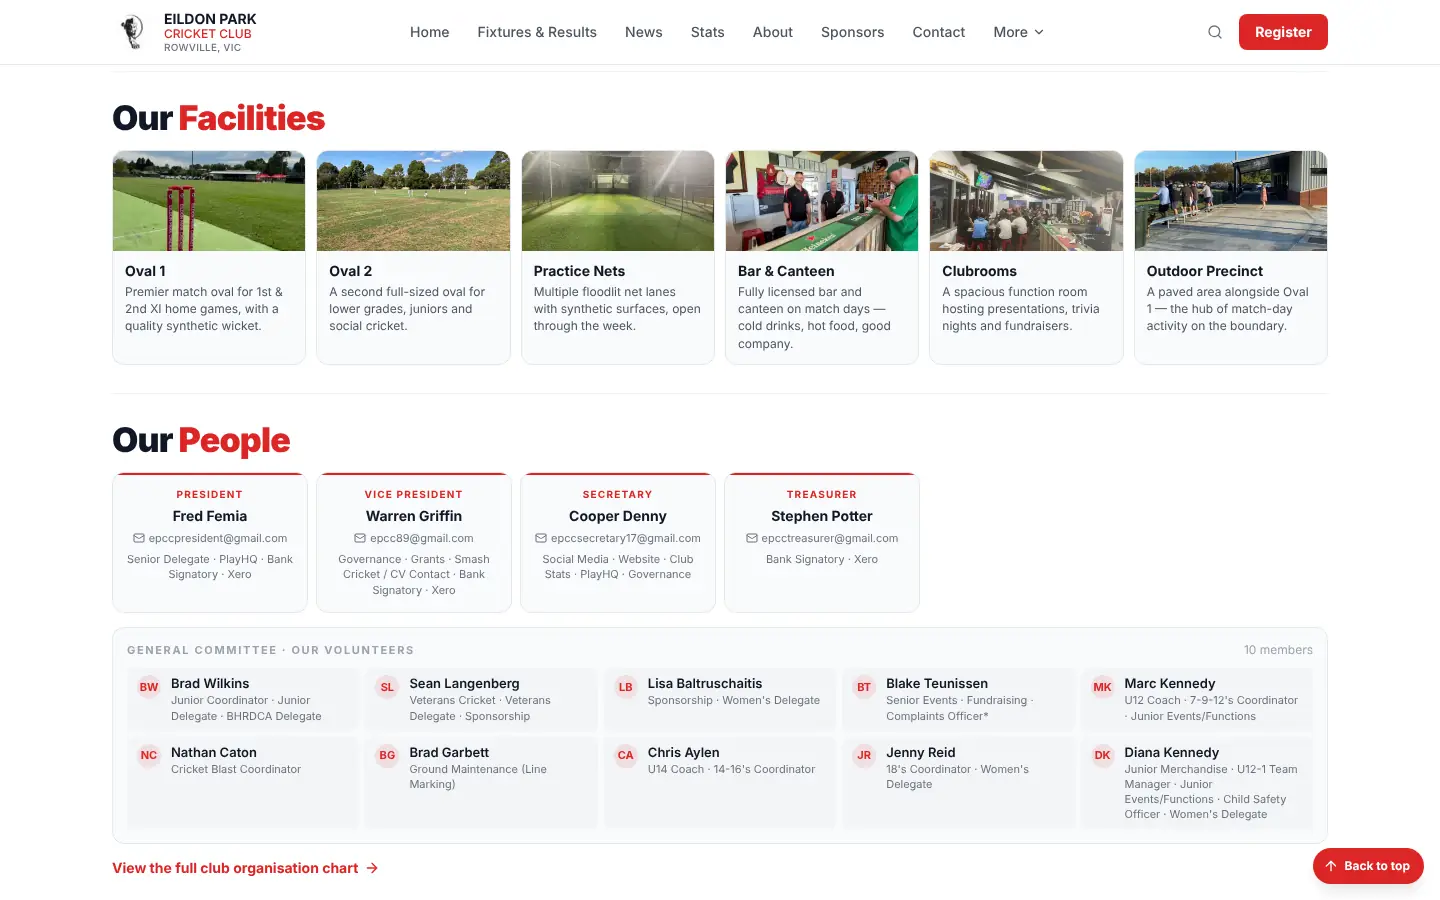 EILDON PARK
CRICKET CLUB
ROWVILLE, VIC
Home
Fixtures & Results
News
Stats
About
Sponsors
Contact
More
Register
Our Facilities
Oval 1
Premier match oval for 1st &
2nd XI home games, with a
quality synthetic wicket.
Oval 2
A second full-sized oval for
lower grades, juniors and
social cricket.
Practice Nets
Multiple floodlit net lanes
with synthetic surfaces, open
through the week.
Heineken
Bar & Canteen
Fully licensed bar and
canteen on match days —
cold drinks, hot food, good
company.
Clubrooms
A spacious function room
hosting presentations, trivia
nights and fundraisers.
Outdoor Precinct
A paved area alongside Oval
1 — the hub of match-day
activity on the boundary.
Our People
PRESIDENT
Fred Femia
epccpresident@gmail.com
Senior Delegate · PlayHQ · Bank
Signatory · Xero
VICE PRESIDENT
Warren Griffin
epcc89@gmail.com
Governance · Grants · Smash
Cricket / CV Contact · Bank
Signatory · Xero
SECRETARY
Cooper Denny
epccsecretary17@gmail.com
Social Media · Website · Club
Stats · PlayHQ · Governance
TREASURER
Stephen Potter
epcctreasurer@gmail.com
Bank Signatory · Xero
GENERAL COMMITTEE · OUR VOLUNTEERS
10 members
BW
Brad Wilkins
Junior Coordinator · Junior
Delegate · BHRDCA Delegate
SL
Sean Langenberg
Veterans Cricket · Veterans
Delegate · Sponsorship
LB
Lisa Baltruschaitis
Sponsorship · Women's Delegate
BT
Blake Teunissen
Senior Events · Fundraising ·
Complaints Officer*
MK
Marc Kennedy
U12 Coach · 7-9-12's Coordinator
· Junior Events/Functions
NC
Nathan Caton
Cricket Blast Coordinator
BG
Brad Garbett
Ground Maintenance (Line
Marking)
CA
Chris Aylen
U14 Coach · 14-16's Coordinator
JR
Jenny Reid
18's Coordinator · Women's
Delegate
DK
Diana Kennedy
Junior Merchandise · U12-1 Team
Manager · Junior
Events/Functions · Child Safety
Officer · Women's Delegate
View the full club organisation chart →
Back to top